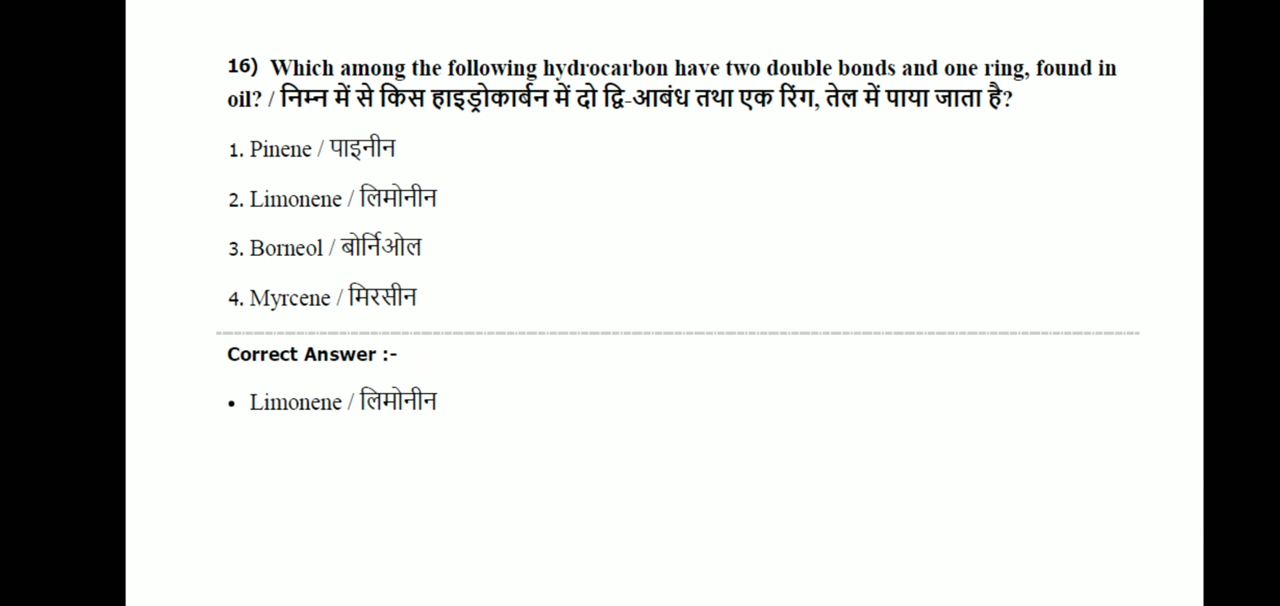 16) Which among the following hydrocarbon have two double bonds and one ring, found in
oil? / निम्न में से किस हाइड्रोकार्बन में दो द्वि-आबंध तथा एक रिंग, तेल में पाया जाता है?
1. Pinene / पाइनीन
2. Limonene / लिमोनीन
3. Borneol / बोर्निओल
4. Myrcene / मिरसीन
Correct Answer :-
• Limonene / लिमोनीन